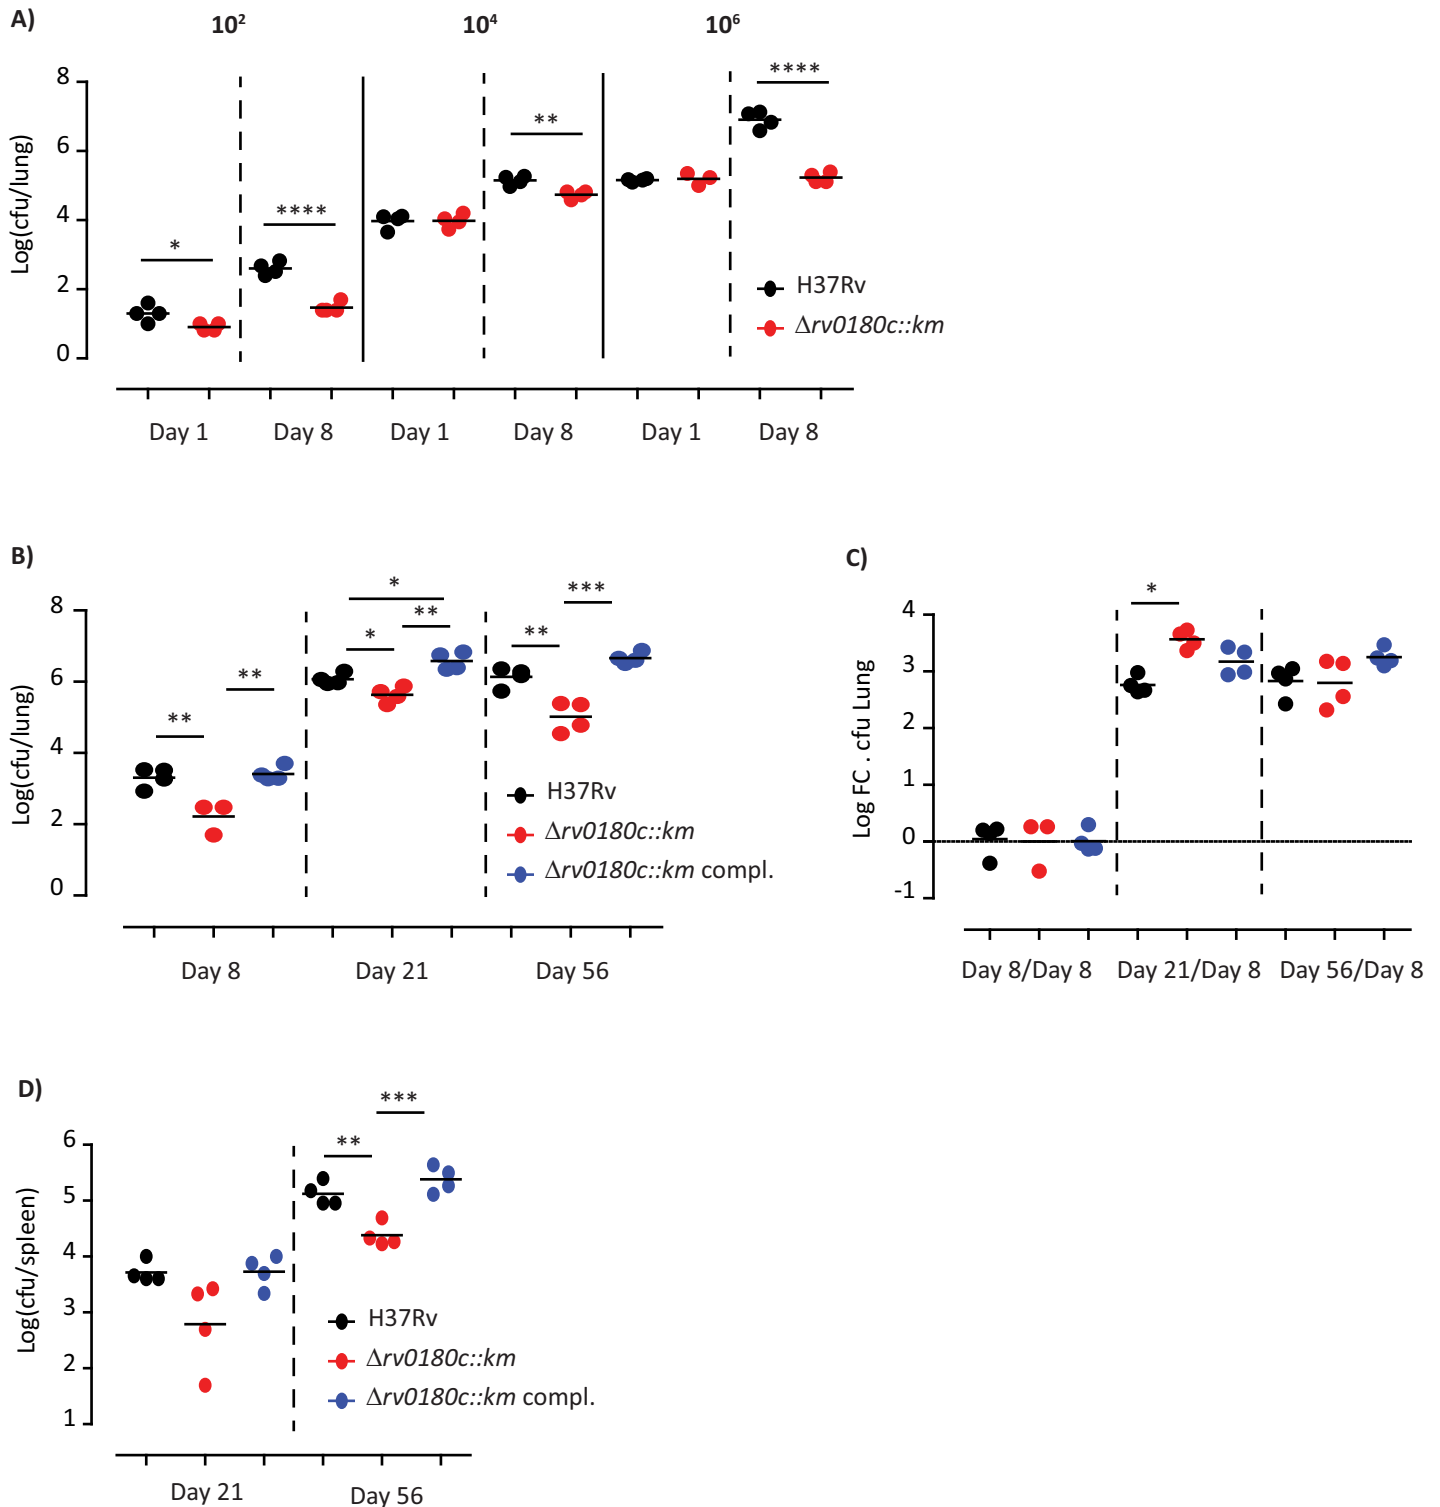 A)
10² 10⁴ 10⁶
Log(cfu/lung)
8
6
4
2
0
* **** ** ****
H37Rv
Δrv0180c::km
Day 1 Day 8 Day 1 Day 8 Day 1 Day 8
B)
Log(cfu/lung)
8
6
4
2
0
** ** * * ** ** ***
H37Rv
Δrv0180c::km
Δrv0180c::km compl.
Day 8 Day 21 Day 56
C)
Log FC . cfu Lung
4
3
2
1
0
-1
*
Day 8/Day 8 Day 21/Day 8 Day 56/Day 8
D)
Log(cfu/spleen)
6
5
4
3
2
1
** ***
H37Rv
Δrv0180c::km
Δrv0180c::km compl.
Day 21 Day 56